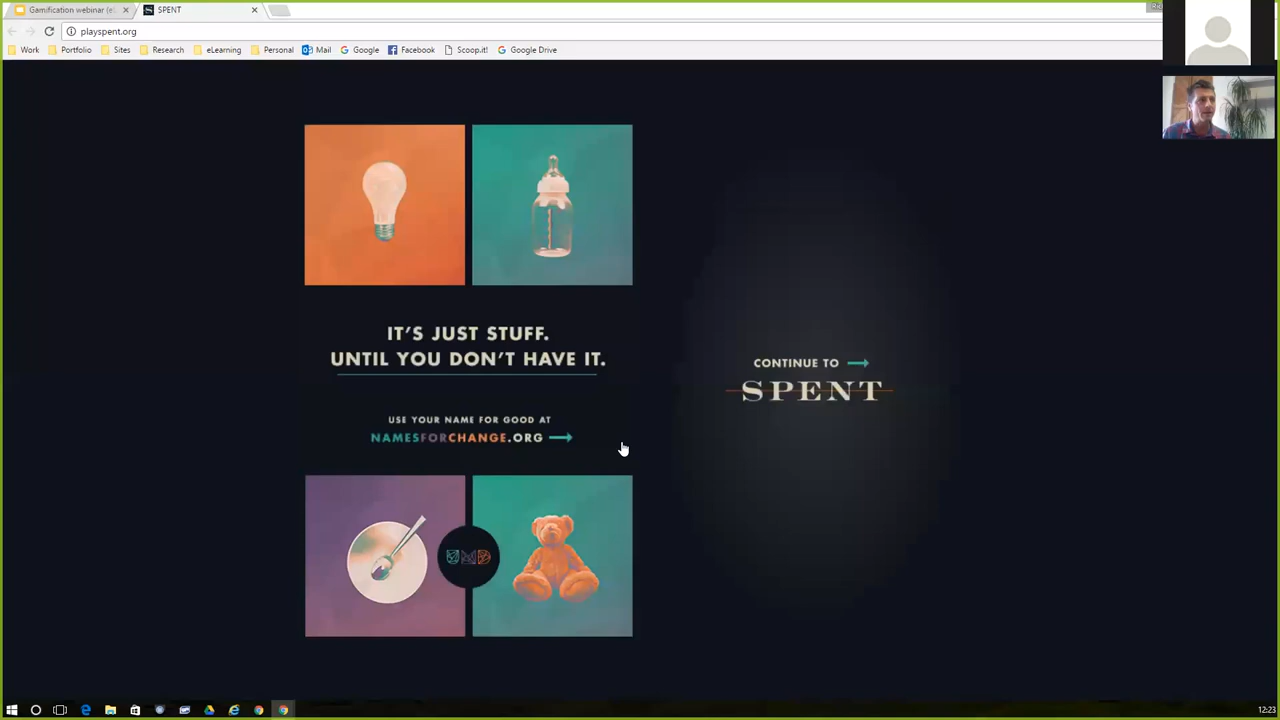 Gamification webinar (e
SPENT
playspent.org
Work
Portfolio
Sites
Research
eLearning
Personal
Mail
Google
Facebook
Scoop.it!
Google Drive
IT'S JUST STUFF.
UNTIL YOU DON'T HAVE IT.
USE YOUR NAME FOR GOOD AT
NAMESFORCHANGE.ORG
CONTINUE TO
SPENT
UMD
12:23